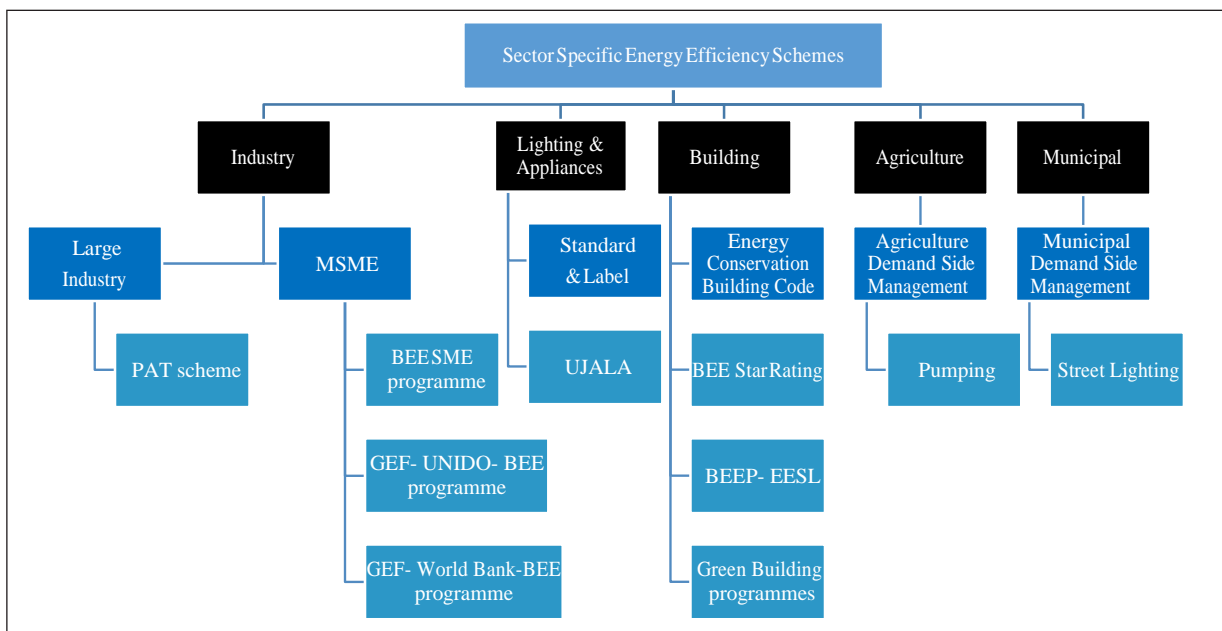 Sector Specific Energy Efficiency Schemes
Industry
Lighting &
Appliances
Building
Agriculture
Municipal
Large
Industry
MSME
Standard
& Label
Energy
Conservation
Building Code
Agriculture
Demand Side
Management
Municipal
Demand Side
Management
PAT scheme
BEE SME
programme
UJALA
BEE Star Rating
Pumping
Street Lighting
GEF- UNIDO- BEE
programme
BEEP- EESL
GEF- World Bank-BEE
programme
Green Building
programmes